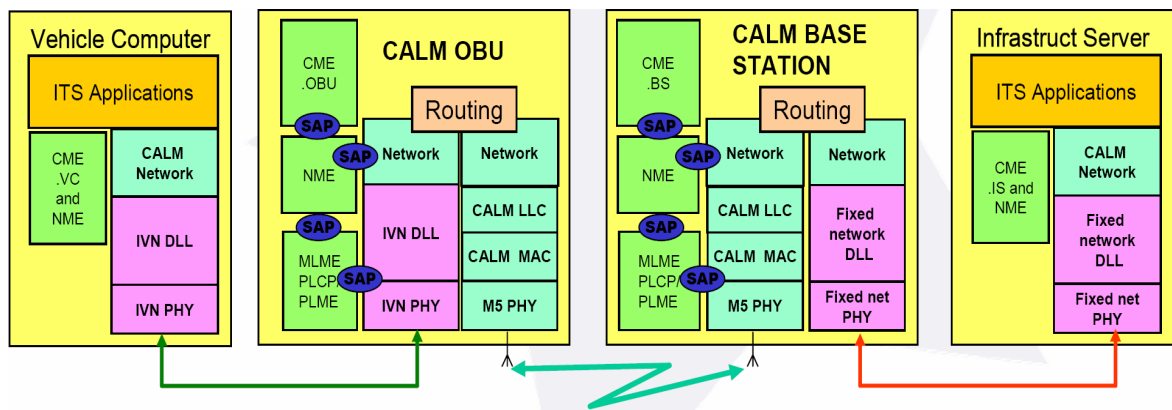 Vehicle Computer
ITS Applications
CME
.VC
and
NME
CALM
Network
IVN DLL
IVN PHY
CALM OBU
CME
.OBU
Routing
SAP
SAP
NME
Network
Network
SAP
IVN DLL
CALM LLC
CALM MAC
MLME
PLCP/
PLME
SAP
IVN PHY
M5 PHY
CALM BASE
STATION
CME
.BS
Routing
SAP
SAP
NME
Network
Network
SAP
CALM LLC
Fixed
network
DLL
CALM MAC
MLME
PLCP/
PLME
SAP
M5 PHY
Fixed net
PHY
Infrastruct Server
ITS Applications
CME
.IS and
NME
CALM
Network
Fixed
network
DLL
Fixed net
PHY